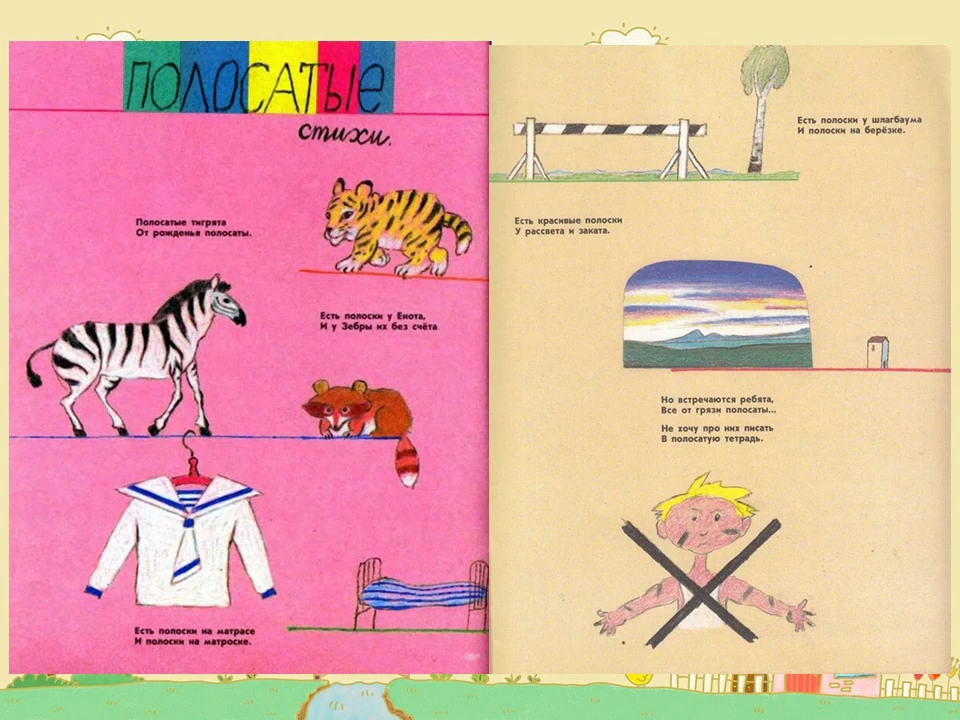 ПОЛОСАТЫЕ
стихи.
Полосатые тигрята
От рожденья полосаты.
Есть полоски у Енота,
И у Зебры их без счёта
Есть полоски на матрасе
И полоски на матроске.
Есть полоски у шлагбаума
И полоски на берёзке.
Есть красивые полоски
У рассвета и заката.
Но встречаются ребята,
Все от грязи полосаты...
Не хочу про них писать
В полосатую тетрадь.